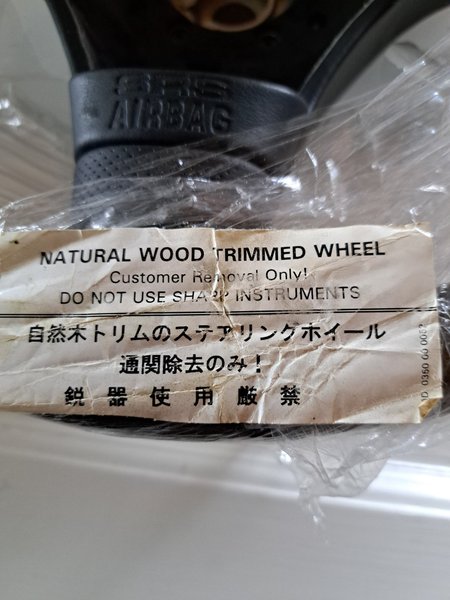 SRS
AIRBAG
NATURAL WOOD TRIMMED WHEEL
Customer Removal Only!
DO NOT USE SHARP INSTRUMENTS
自然木トリムのステアリングホイール
通関除去のみ!
鋭器使用厳禁